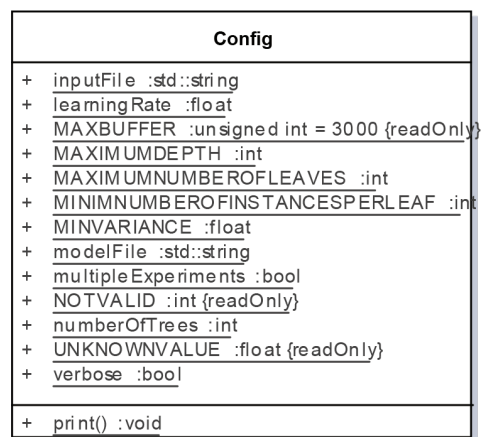 Config
+ inputFile :std::string
+ learningRate :float
+ MAXBUFFER :unsigned int = 3000 {readOnly}
+ MAXIMUMDEPTH :int
+ MAXIMUMNUMBEROFLEAVES :int
+ MINIMNUMBEROFINSTANCESPERLEAF :int
+ MINVARIANCE :float
+ modelFile :std::string
+ multipleExperiments :bool
+ NOTVALID :int {readOnly}
+ numberOfTrees :int
+ UNKNOWNVALUE :float {readOnly}
+ verbose :bool
+ print() :void